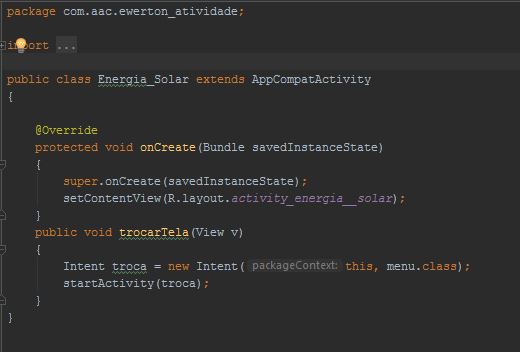 package com.aac.ewerton_atividade;
import ...
public class Energia_Solar extends AppCompatActivity
{
@Override
protected void onCreate(Bundle savedInstanceState)
{
super.onCreate(savedInstanceState);
setContentView(R.layout.activity_energia__solar);
}
public void trocarTela(View v)
{
Intent troca = new Intent( packageContext: this, menu.class);
startActivity(troca);
}
}